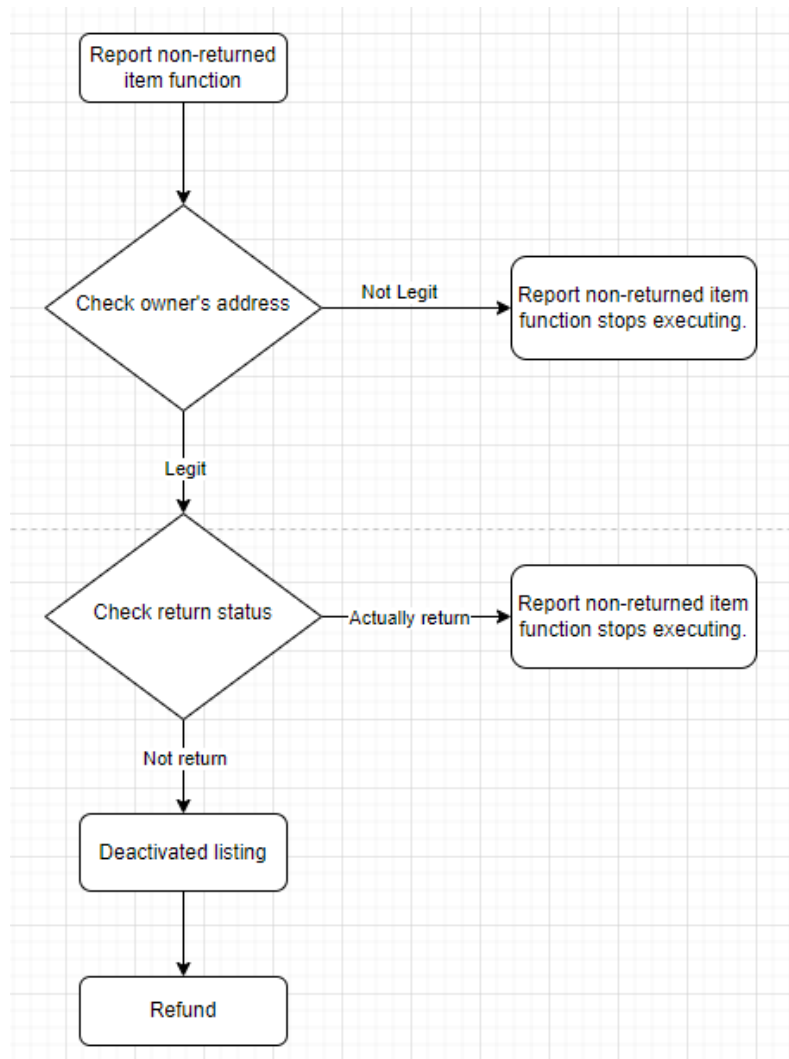 Report non-returned
item function
Check owner's address
Not Legit
Report non-returned item
function stops executing.
Legit
Check return status
Actually return
Report non-returned item
function stops executing.
Not return
Deactivated listing
Refund